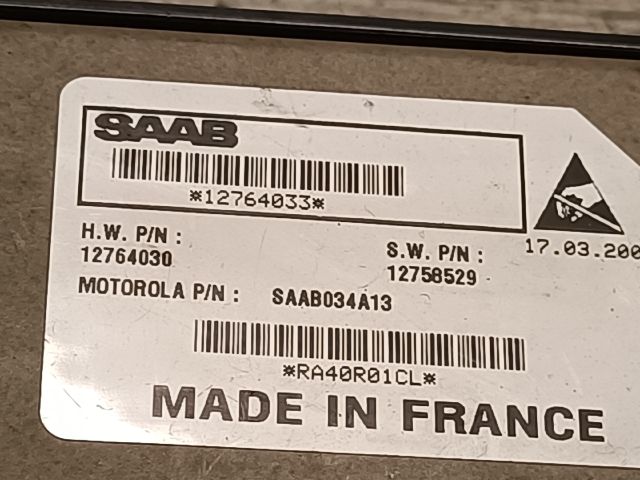 SAAB
*12764033*
H.W. P/N :
12764030
S.W. P/N :
12758529
17.03.200
MOTOROLA P/N : SAAB034A13
*RA40R01CL*
MADE IN FRANCE